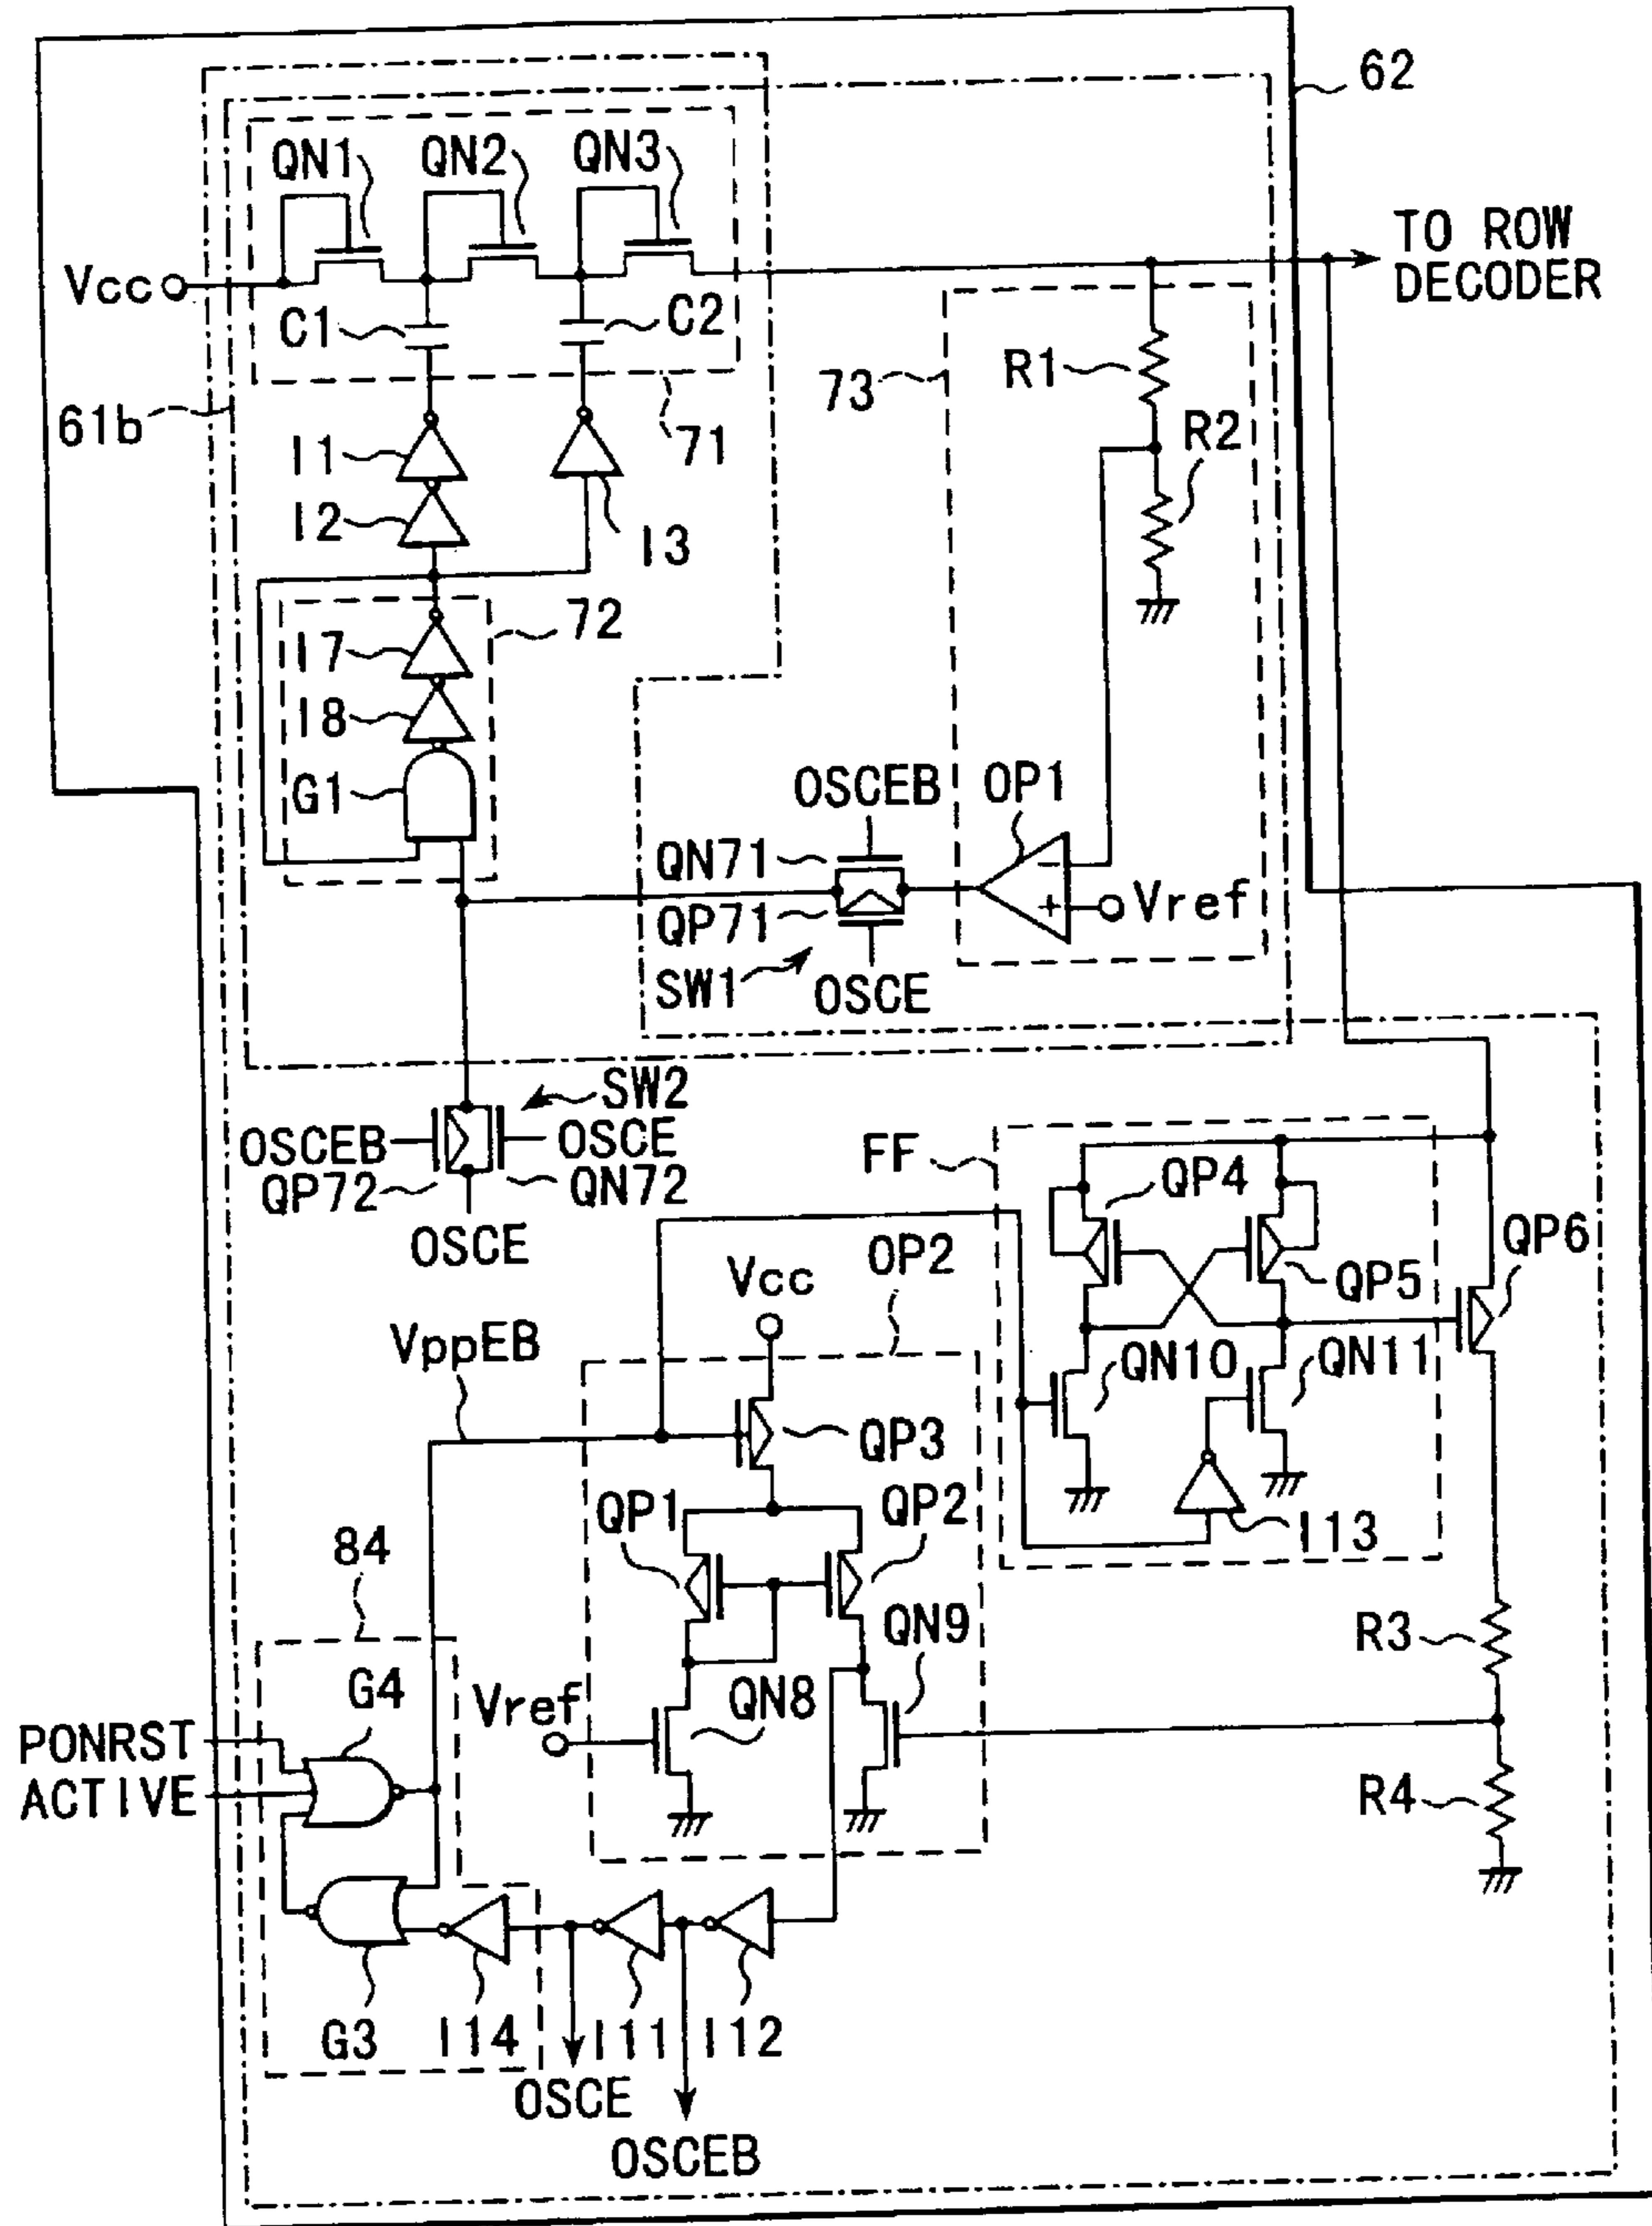 62
QN1
QN2
QN3
TO ROW
DECODER
Vcc
C1
C2
R1
73
61b
71
R2
I1
I2
I3
72
I7
I8
G1
OSCEB
OP1
QN71
QP71
Vref
SW1
OSCE
SW2
OSCEB
OSCE
QP72
QN72
OSCE
FF
QP4
QP6
QP5
OP2
Vcc
VppEB
QN10
QN11
QP3
QP1
QP2
I13
84
QN9
R3
G4
Vref
QN8
PONRST
ACTIVE
R4
G3
I14
I11
I12
OSCE
OSCEB